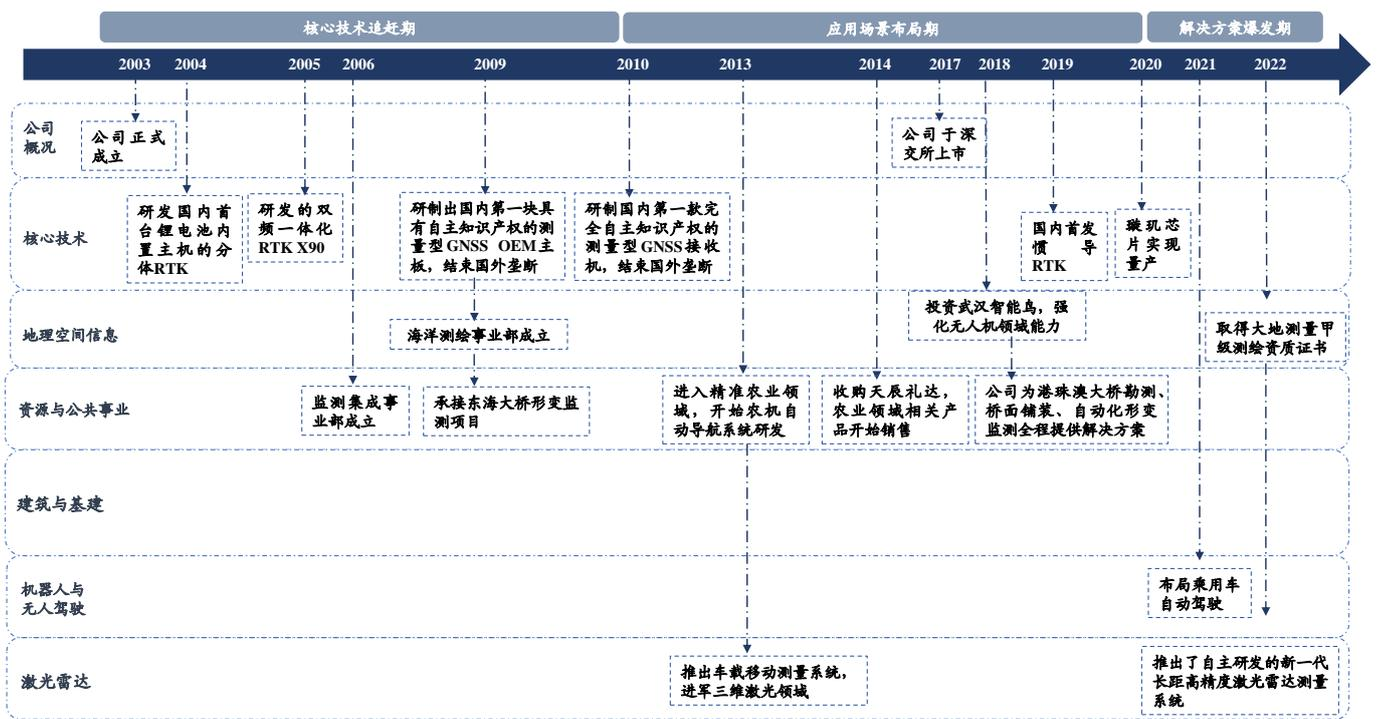 核心技术追赶期
应用场景布局期
解决方案爆发期
2003
2004
2005
2006
2009
2010
2013
2014
2017
2018
2019
2020
2021
2022
公司
概况
公司正式
成立
公司于深
交所上市
核心技术
研发国内首
台锂电池内
置主机的分
体RTK
研发的双
频一体化
RTK X90
研制出国内第一块具
有自主知识产权的测
量型GNSS OEM主
板，结束国外垄断
研制国内第一款完
全自主知识产权的
测量型GNSS接收
机，结束国外垄断
国内首发
惯导
RTK
璇玑芯
片实现
量产
地理空间信息
海洋测绘事业部成立
投资武汉智能鸟，强
化无人机领域能力
取得大地测量甲
级测绘资质证书
资源与公共事业
监测集成事
业部成立
承接东海大桥形变监
测项目
进入精准农业领
域，开始农机自
动导航系统研发
收购天辰礼达，
农业领域相关产
品开始销售
公司为港珠澳大桥勘测、
桥面铺装、自动化形变
监测全程提供解决方案
建筑与基建
机器人与
无人驾驶
布局乘用车
自动驾驶
激光雷达
推出车载移动测量系统，
进军三维激光领域
推出了自主研发的新一代
长距高精度激光雷达测量
系统